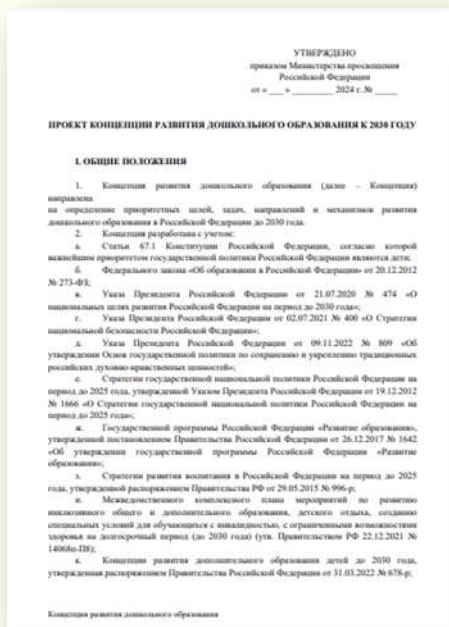 УТВЕРЖДЕНО
приказом Министерства просвещения
Российской Федерации
от « ___ » _________ 2024 г. № _____
ПРОЕКТ КОНЦЕПЦИИ РАЗВИТИЯ ДОШКОЛЬНОГО ОБРАЗОВАНИЯ К 2030 ГОДУ
I. ОБЩИЕ ПОЛОЖЕНИЯ
1. Концепция развития дошкольного образования (далее – Концепция)
направлена
на определение приоритетных целей, задач, направлений и механизмов развития
дошкольного образования в Российской Федерации до 2030 года.
2. Концепция разработана с учетом:
а. Статьи 67.1 Конституции Российской Федерации, согласно которой
важнейшим приоритетом государственной политики Российской Федерации являются дети;
б. Федерального закона «Об образовании в Российской Федерации» от 20.12.2012
№ 273-ФЗ;
в. Указа Президента Российской Федерации от 21.07.2020 № 474 «О
национальных целях развития Российской Федерации на период до 2030 года»;
г. Указа Президента Российской Федерации от 02.07.2021 № 400 «О Стратегии
национальной безопасности Российской Федерации»;
д. Указа Президента Российской Федерации от 09.11.2022 № 809 «Об
утверждении Основ государственной политики по сохранению и укреплению традиционных
российских духовно-нравственных ценностей»;
е. Стратегии государственной национальной политики Российской Федерации на
период до 2025 года, утвержденной Указом Президента Российской Федерации от 19.12.2012
№ 1666 «О Стратегии государственной национальной политики Российской Федерации на
период до 2025 года»;
ж. Государственной программы Российской Федерации «Развитие образования»,
утвержденной постановлением Правительства Российской Федерации от 26.12.2017 № 1642
«Об утверждении государственной программы Российской Федерации «Развитие
образования»;
з. Стратегии развития воспитания в Российской Федерации на период до 2025
года, утвержденной распоряжением Правительства РФ от 29.05.2015 № 996-р;
и. Межведомственного комплексного плана мероприятий по развитию
инклюзивного общего и дополнительного образования, детского отдыха, созданию
специальных условий для обучающихся с инвалидностью, с ограниченными возможностями
здоровья на долгосрочный период (до 2030 года) (утв. Правительством РФ 22.12.2021 №
14068п-П8);
к. Концепции развития дополнительного образования детей до 2030 года,
утвержденная распоряжением Правительства Российской Федерации от 31.03.2022 № 678-р;
Концепция развития дошкольного образования